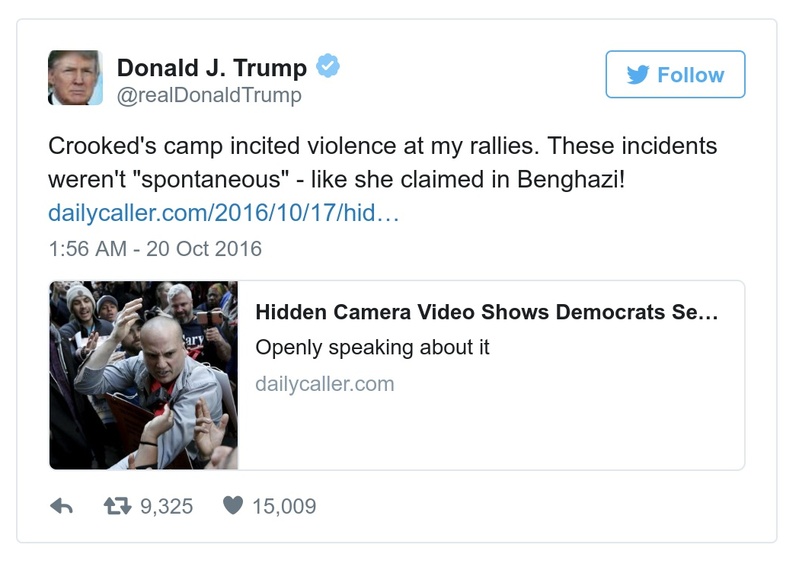 Donald J. Trump
@realDonaldTrump
Follow
Crooked's camp incited violence at my rallies. These incidents
weren't "spontaneous" - like she claimed in Benghazi!
dailycaller.com/2016/10/17/hid…
1:56 AM - 20 Oct 2016
ary
Hidden Camera Video Shows Democrats Se…
Openly speaking about it
dailycaller.com
9,325
15,009